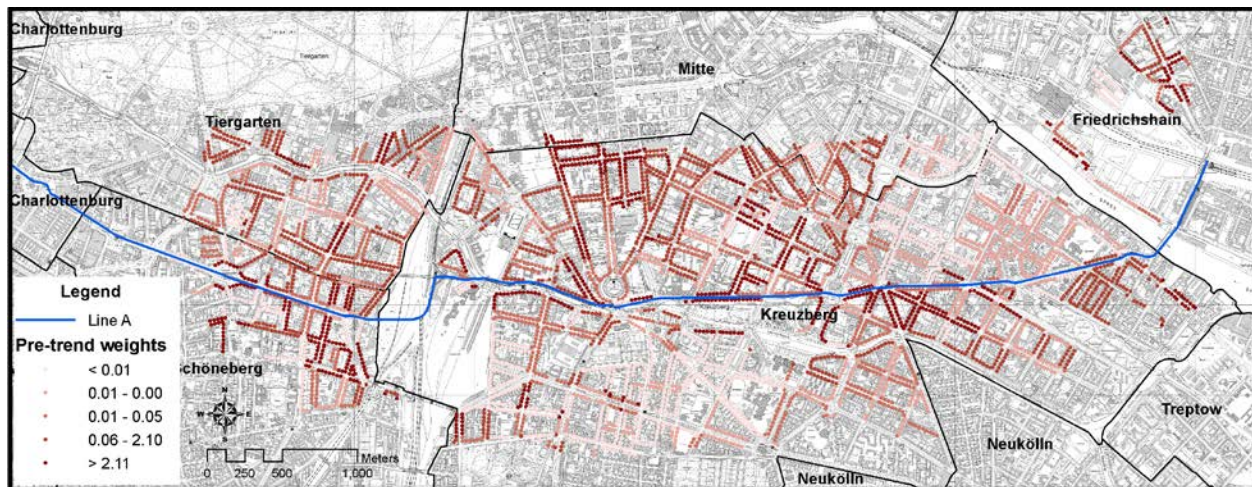 Charlottenburg
Mitte
Tiergarten
Friedrichshain
Charlottenburg
Legend
Line A
Pre-trend weights
< 0.01
0.01 - 0.00
0.01 - 0.05
0.06 - 2.10
> 2.11
Kreuzberg
Schöneberg
N
W E
S
Treptow
Neukölln
Meters
0 250 500 1,000
Neukölln